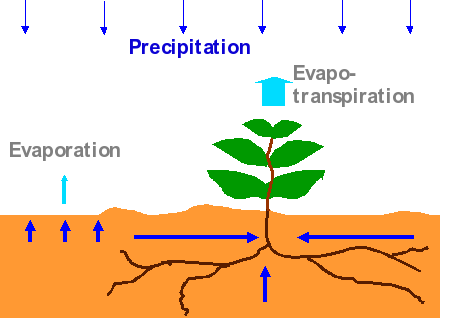 Precipitation
Evapo-
transpiration
Evaporation